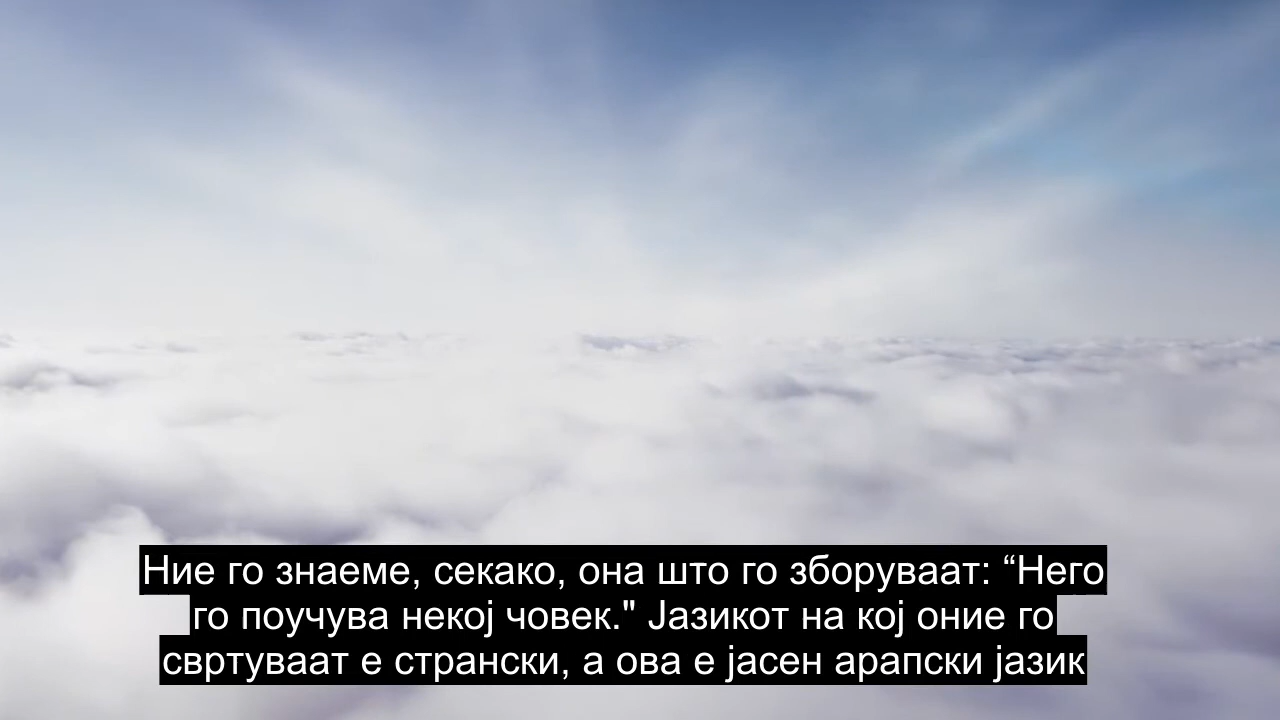 Ние го знаеме, секако, она што го зборуваат: “Него
го поучува некој човек." Јазикот на кој оние го
свртуваат е странски, а ова е јасен арапски јазик